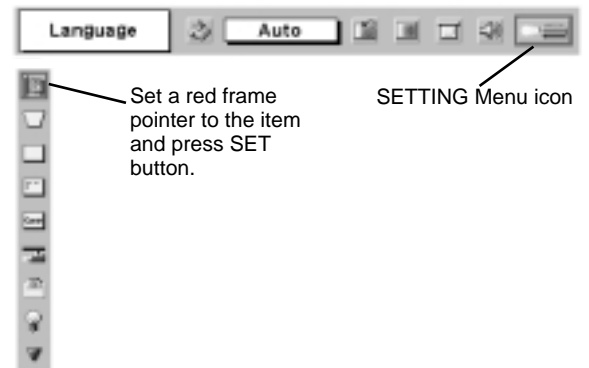 Language
Auto
Set a red frame
pointer to the item
and press SET
button.
SETTING Menu icon